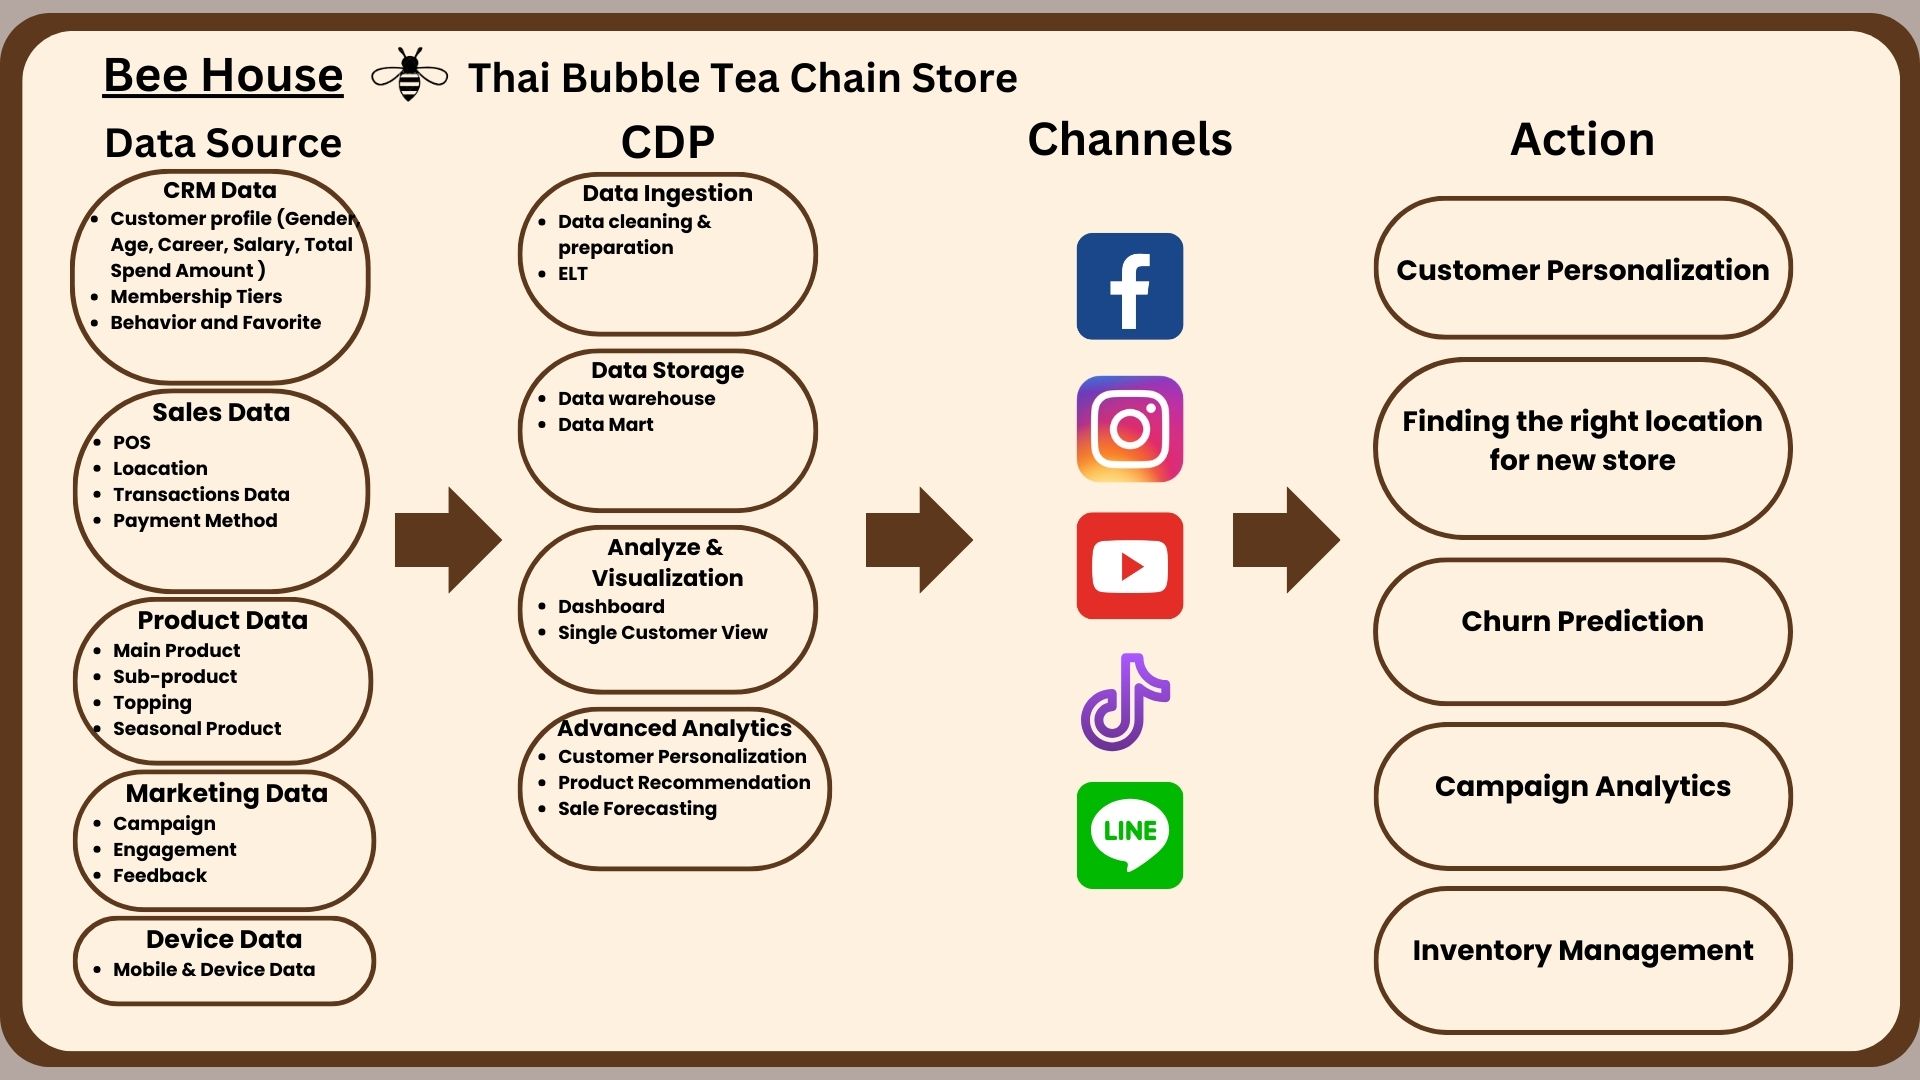 Bee House
Thai Bubble Tea Chain Store
Data Source
CRM Data
Customer profile (Gender,
Age, Career, Salary, Total
Spend Amount )
Membership Tiers
Behavior and Favorite
Sales Data
POS
Loacation
Transactions Data
Payment Method
Product Data
Main Product
Sub-product
Topping
Seasonal Product
Marketing Data
Campaign
Engagement
Feedback
Device Data
Mobile & Device Data
CDP
Data Ingestion
Data cleaning &
preparation
ELT
Data Storage
Data warehouse
Data Mart
Analyze &
Visualization
Dashboard
Single Customer View
Advanced Analytics
Customer Personalization
Product Recommendation
Sale Forecasting
Channels
LINE
Action
Customer Personalization
Finding the right location
for new store
Churn Prediction
Campaign Analytics
Inventory Management